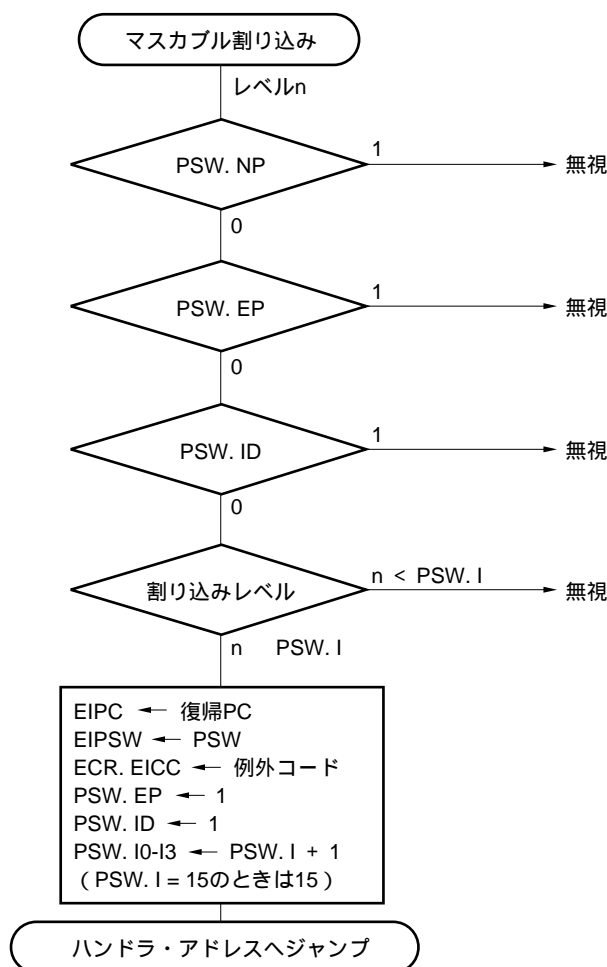 マスカブル割り込み
レベルn
PSW. NP
1
無視
0
PSW. EP
1
無視
0
PSW. ID
1
無視
0
割り込みレベル
n < PSW. I
無視
n PSW. I
EIPC ← 復帰PC
EIPSW ← PSW
ECR. EICC ← 例外コード
PSW. EP ← 1
PSW. ID ← 1
PSW. I0-I3 ← PSW. I + 1
（PSW. I = 15のときは15）
ハンドラ・アドレスへジャンプ